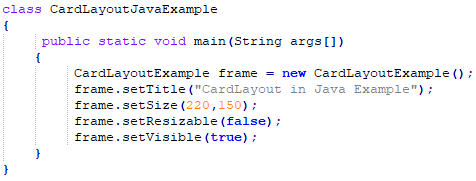 class CardLayoutJavaExample
{
public static void main(String args[])
{
CardLayoutExample frame = new CardLayoutExample();
frame.setTitle("CardLayout in Java Example");
frame.setSize(220,150);
frame.setResizable(false);
frame.setVisible(true);
}
}